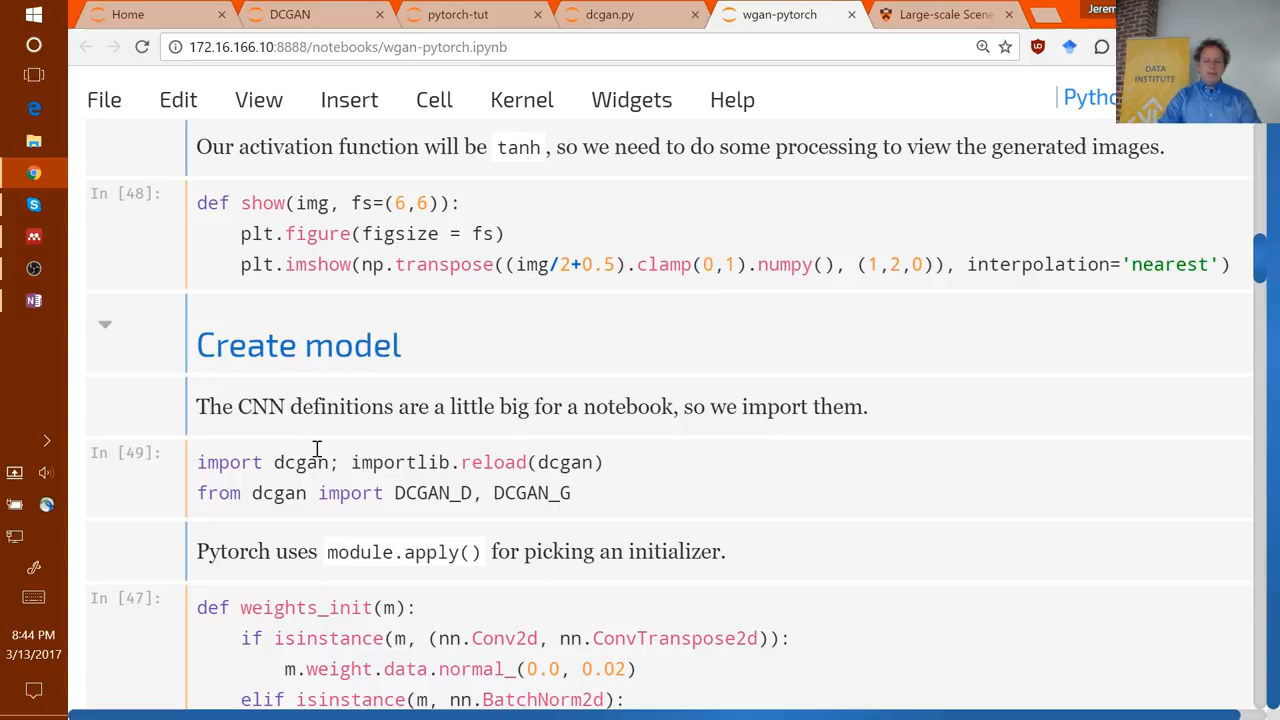 Home
DCGAN
pytorch-tut
dcgan.py
wgan-pytorch
Large-scale Scene
Jerem
172.16.166.10:8888/notebooks/wgan-pytorch.ipynb
File Edit View Insert Cell Kernel Widgets Help
Pytho
DATA
INSTITUTE
Our activation function will be tanh, so we need to do some processing to view the generated images.
In [48]:
def show(img, fs=(6,6)):
    plt.figure(figsize = fs)
    plt.imshow(np.transpose((img/2+0.5).clamp(0,1).numpy(), (1,2,0)), interpolation='nearest')
Create model
The CNN definitions are a little big for a notebook, so we import them.
In [49]:
import dcgan; importlib.reload(dcgan)
from dcgan import DCGAN_D, DCGAN_G
Pytorch uses module.apply() for picking an initializer.
In [47]:
def weights_init(m):
    if isinstance(m, (nn.Conv2d, nn.ConvTranspose2d)):
        m.weight.data.normal_(0.0, 0.02)
    elif isinstance(m, nn.BatchNorm2d):
8:44 PM
3/13/2017